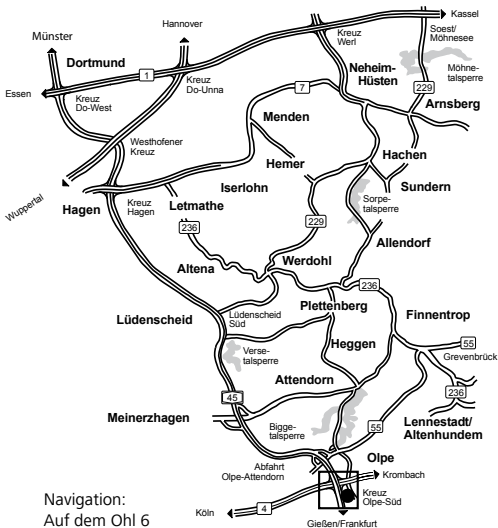 Hannover
Kassel
Münster
Kreuz
Werl
Soest/
Möhnesee
Dortmund
Möhne-
talsperre
Neheim-
Hüsten
1
Kreuz
Do-Unna
Essen
Kreuz
Do-West
7
229
Arnsberg
Menden
Westhofener
Kreuz
Hachen
Hemer
Sundern
Iserlohn
Wuppertal
Hagen
Kreuz
Hagen
Letmathe
Sorpe-
talsperre
236
229
Allendorf
Werdohl
Altena
236
Plettenberg
Finnentrop
Lüdenscheid
Lüdenscheid
Süd
55
Heggen
Grevenbrück
Verse-
talsperre
Attendorn
236
45
Lennestadt/
Altenhundem
Meinerzhagen
Bigge-
talsperre
55
Olpe
Abfahrt
Olpe-Attendorn
Krombach
Kreuz
Olpe-Süd
Navigation:
Auf dem Ohl 6
Köln
4
Gießen/Frankfurt